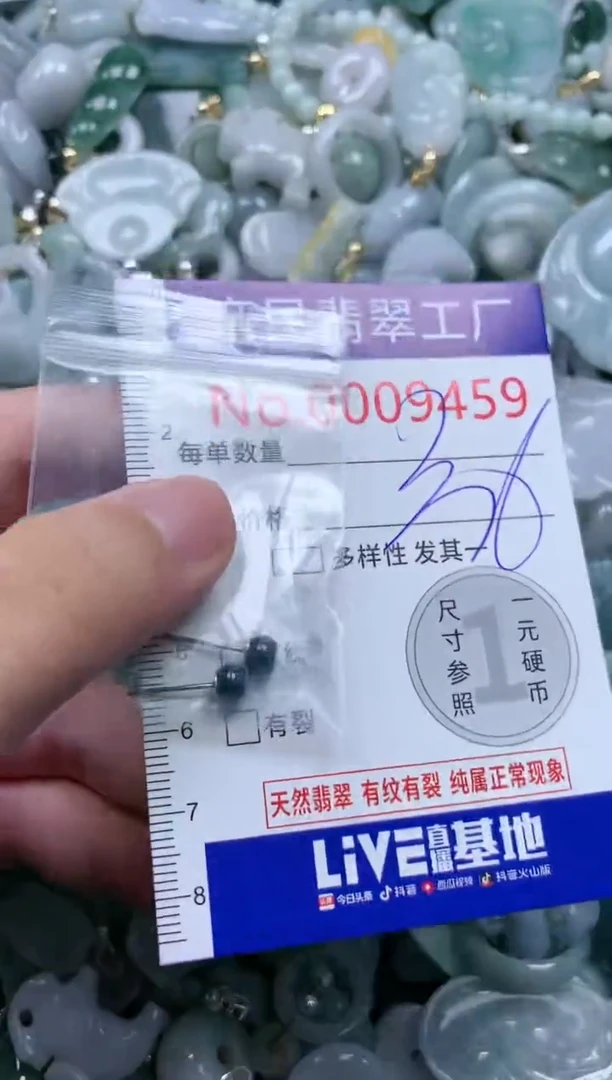 翡翠工厂
No.0009459
2
每单数量
36
价格
多样性 发其一
尺寸参照
1
一元硬币
6
有裂
7
天然翡翠 有纹有裂 纯属正常现象
LiVE直播基地
8
今日头条 抖音 西瓜视频 抖音火山版